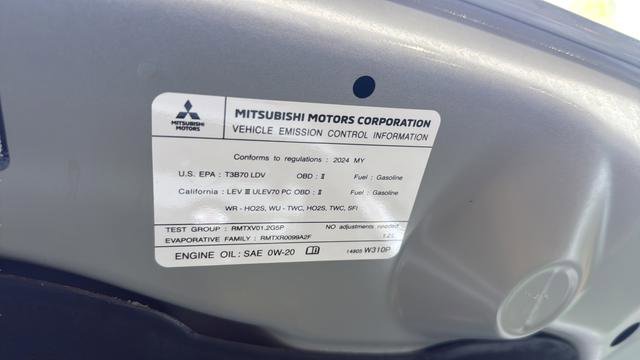 MITSUBISHI MOTORS CORPORATION
MITSUBISHI
MOTORS
VEHICLE EMISSION CONTROL INFORMATION
Conforms to regulations : 2024 MY
U.S. EPA : T3B70 LDV OBD : II Fuel : Gasoline
California : LEV III ULEV70 PC OBD : II Fuel : Gasoline
WR - HO2S, WU - TWC, HO2S, TWC, SFI
TEST GROUP : RMTXV01.2G5P NO adjustments needed.
EVAPORATIVE FAMILY : RMTXR0099A2F 1.2L
ENGINE OIL : SAE 0W-20 14905 W310P